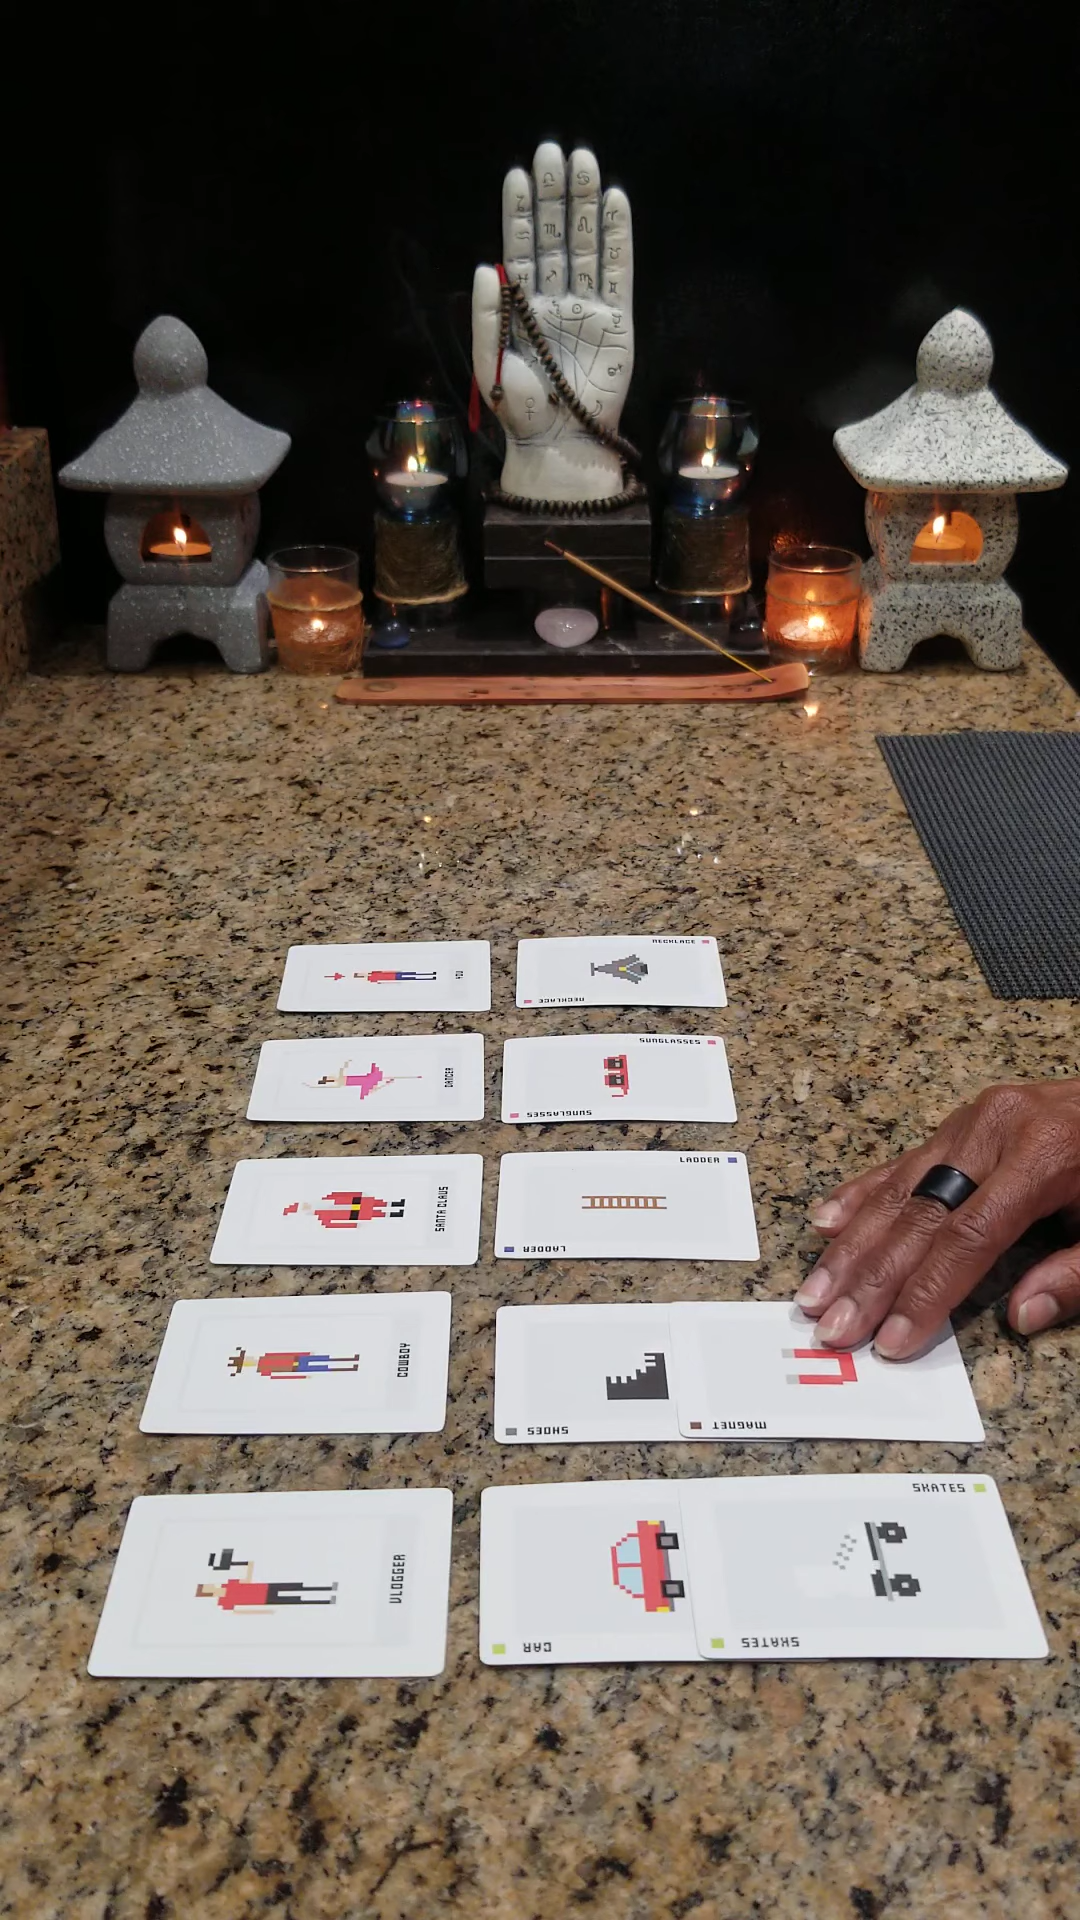 YOU
NECKLACE
NECKLACE
DANCER
SUNGLASSES
SUNGLASSES
SANTA CLAUS
LADDER
LADDER
COWBOY
SHOES
MAGNET
VLOGGER
CAR
SKATES
SKATES